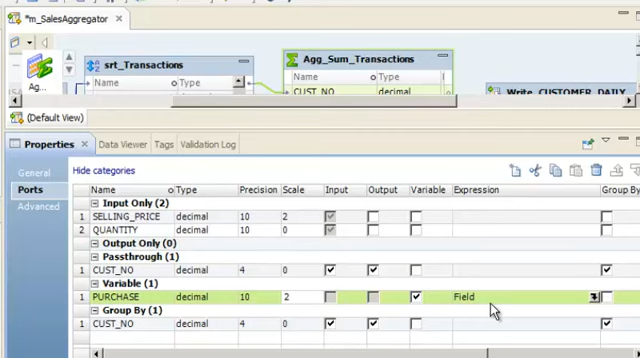 *m_SalesAggregator
Ag...
srt_Transactions
Name Type
Agg_Sum_Transactions
Name Type
CUST_NO decimal
Write_CUSTOMER_DAILY
(Default View)
Properties Data Viewer Tags Validation Log
General
Ports
Advanced
Hide categories
Name Type Precision Scale Input Output Variable Expression Group By
Input Only (2)
1 SELLING_PRICE decimal 10 2
2 QUANTITY decimal 10 0
Output Only (0)
Passthrough (1)
1 CUST_NO decimal 4 0
Variable (1)
1 PURCHASE decimal 10 2 Field
Group By (1)
1 CUST_NO decimal 4 0